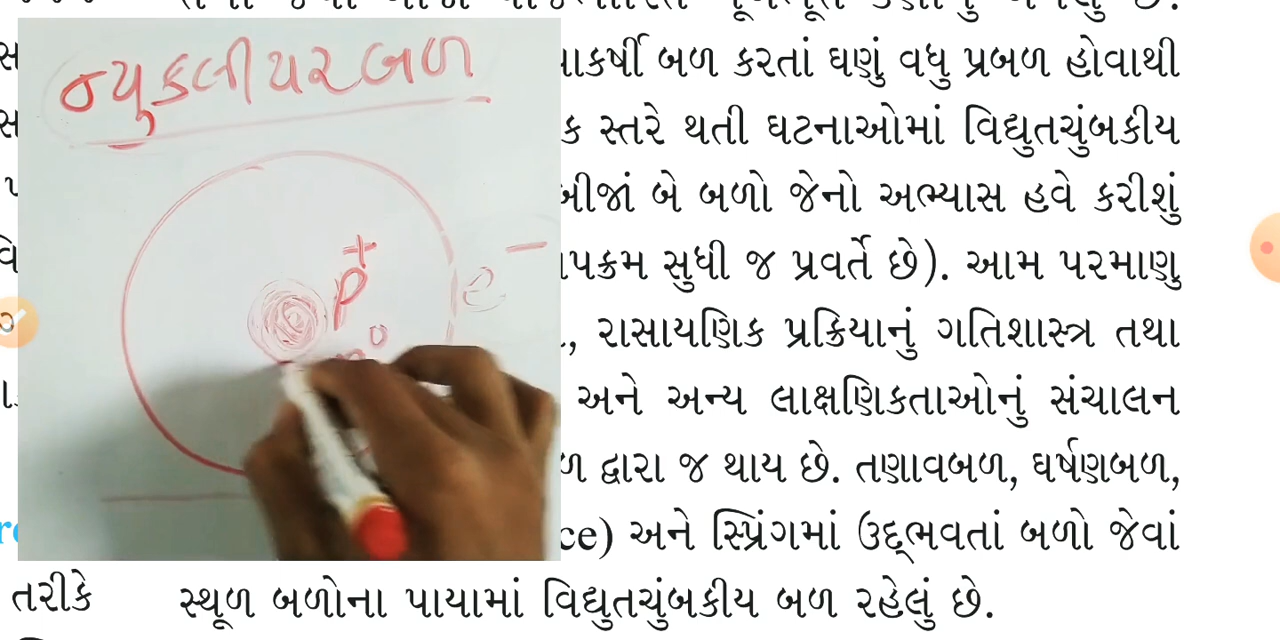 ન્યુકલીયર બળ
p+
e−
કર્ષી બળ કરતાં ઘણું વધુ પ્રબળ હોવાથી
ક સ્તરે થતી ઘટનાઓમાં વિદ્યુતચુંબકીય
બીજાં બે બળો જેનો અભ્યાસ હવે કરીશું
પક્રમ સુધી જ પ્રવર્તે છે). આમ પરમાણુ
, રાસાયણિક પ્રક્રિયાનું ગતિશાસ્ત્ર તથા
અને અન્ય લાક્ષણિકતાઓનું સંચાલન
ળ દ્વારા જ થાય છે. તણાવબળ, ઘર્ષણબળ,
ce) અને સ્પ્રિંગમાં ઉદ્ભવતાં બળો જેવાં
તરીકે સ્થૂળ બળોના પાયામાં વિદ્યુતચુંબકીય બળ રહેલું છે.